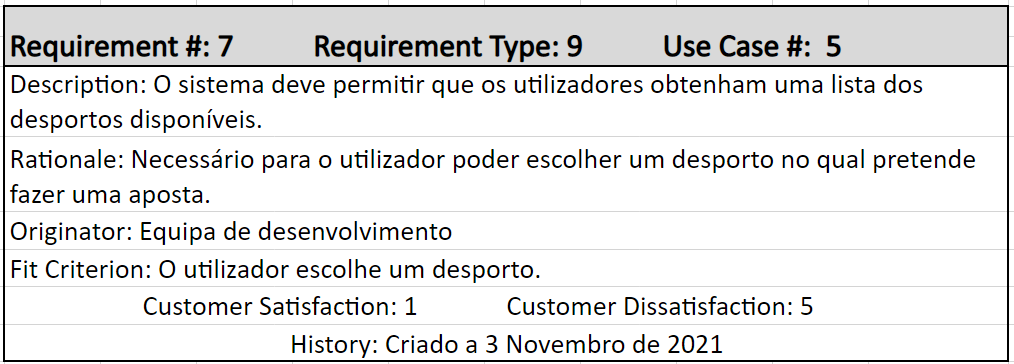 Requirement #: 7 Requirement Type: 9 Use Case #: 5
Description: O sistema deve permitir que os utilizadores obtenham uma lista dos
desportos disponíveis.
Rationale: Necessário para o utilizador poder escolher um desporto no qual pretende
fazer uma aposta.
Originator: Equipa de desenvolvimento
Fit Criterion: O utilizador escolhe um desporto.
Customer Satisfaction: 1 Customer Dissatisfaction: 5
History: Criado a 3 Novembro de 2021